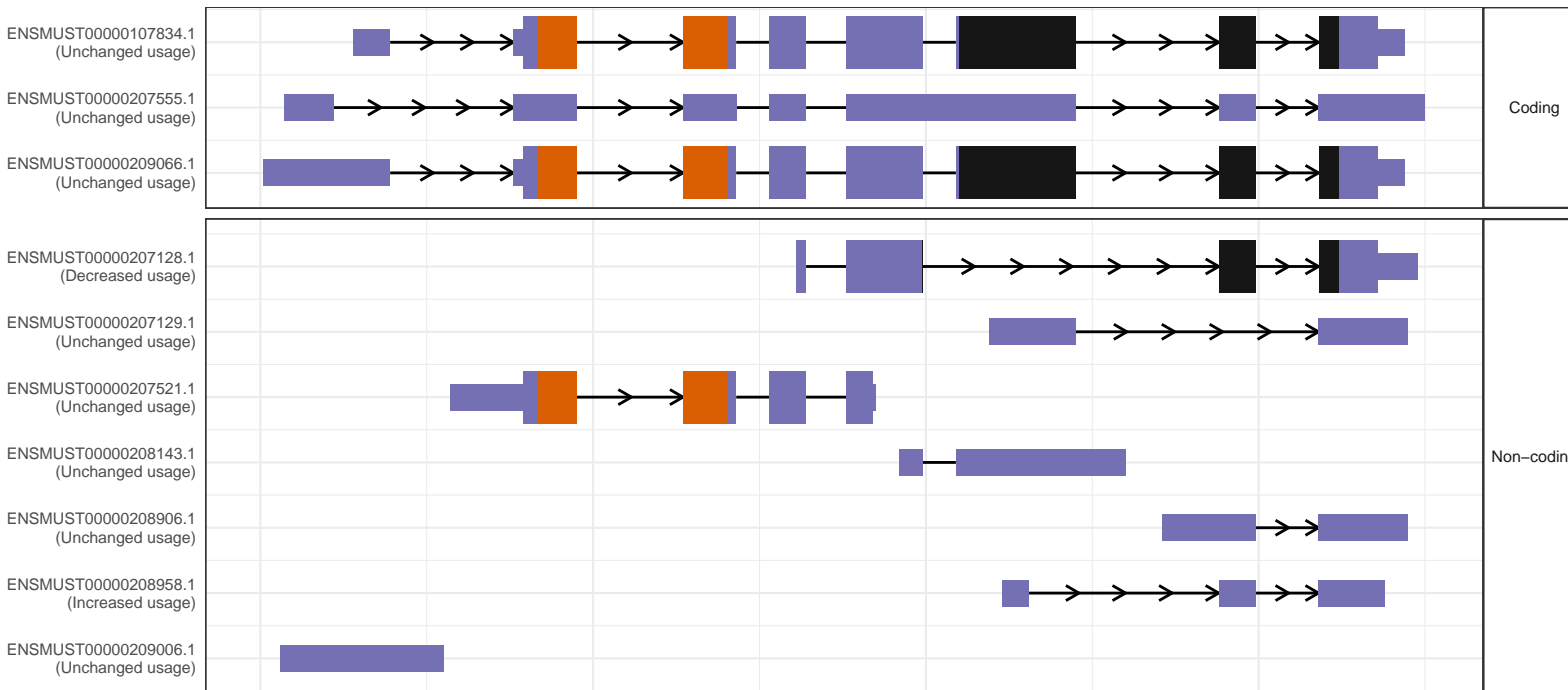 ENSMUST00000107834.1
(Unchanged usage)
ENSMUST00000207555.1
(Unchanged usage)
ENSMUST00000209066.1
(Unchanged usage)
Coding
ENSMUST00000207128.1
(Decreased usage)
ENSMUST00000207129.1
(Unchanged usage)
ENSMUST00000207521.1
(Unchanged usage)
ENSMUST00000208143.1
(Unchanged usage)
ENSMUST00000208906.1
(Unchanged usage)
ENSMUST00000208958.1
(Increased usage)
ENSMUST00000209006.1
(Unchanged usage)
Non−codin